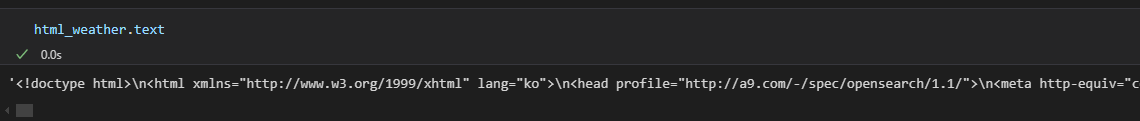 html_weather.text
✓ 0.0s
'<!doctype html>\n<html xmlns="http://www.w3.org/1999/xhtml" lang="ko">\n<head profile="http://a9.com/-/spec/opensearch/1.1/">\n<meta http-equiv="c